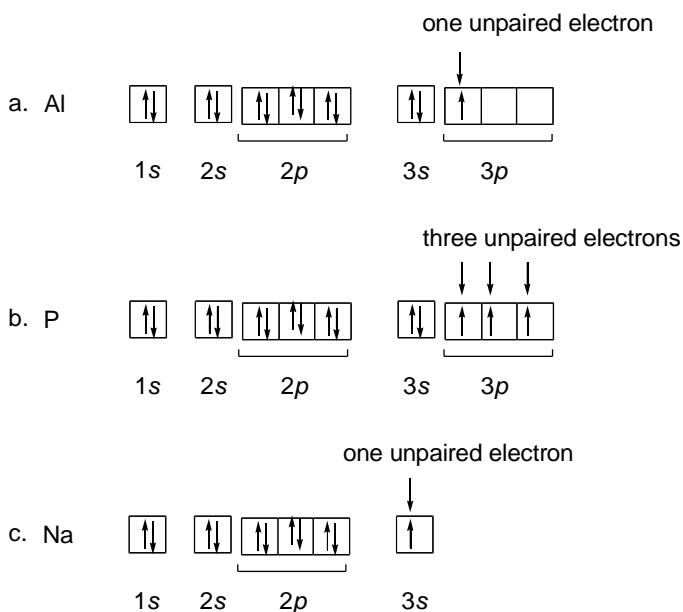 one unpaired electron
a. Al
1s 2s 2p 3s 3p
three unpaired electrons
b. P
1s 2s 2p 3s 3p
one unpaired electron
c. Na
1s 2s 2p 3s